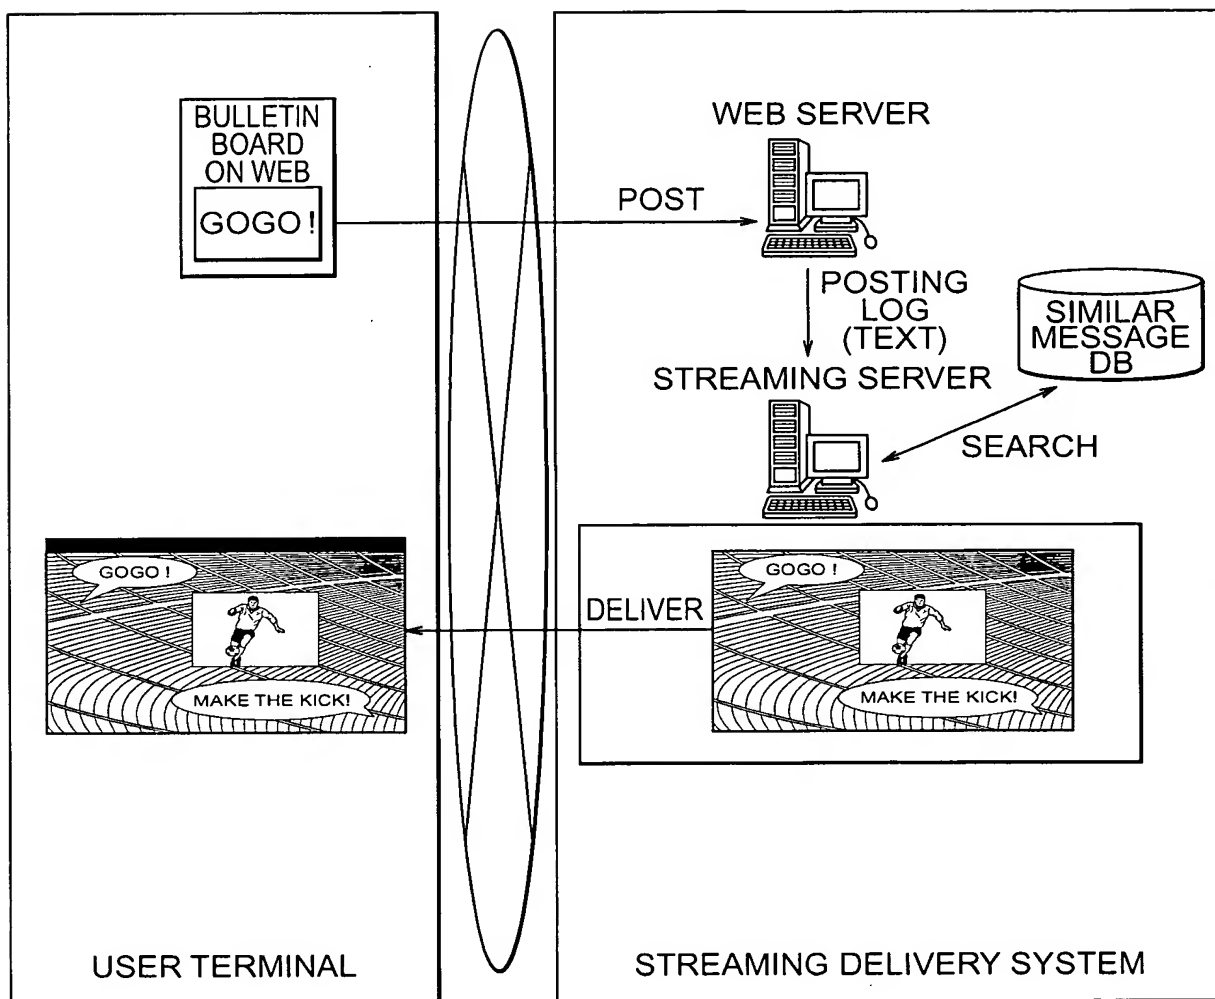 BULLETIN
BOARD
ON WEB
GOGO !
WEB SERVER
POST
POSTING
LOG
(TEXT)
SIMILAR
MESSAGE
DB
STREAMING SERVER
SEARCH
GOGO !
MAKE THE KICK!
DELIVER
GOGO !
MAKE THE KICK!
USER TERMINAL
STREAMING DELIVERY SYSTEM